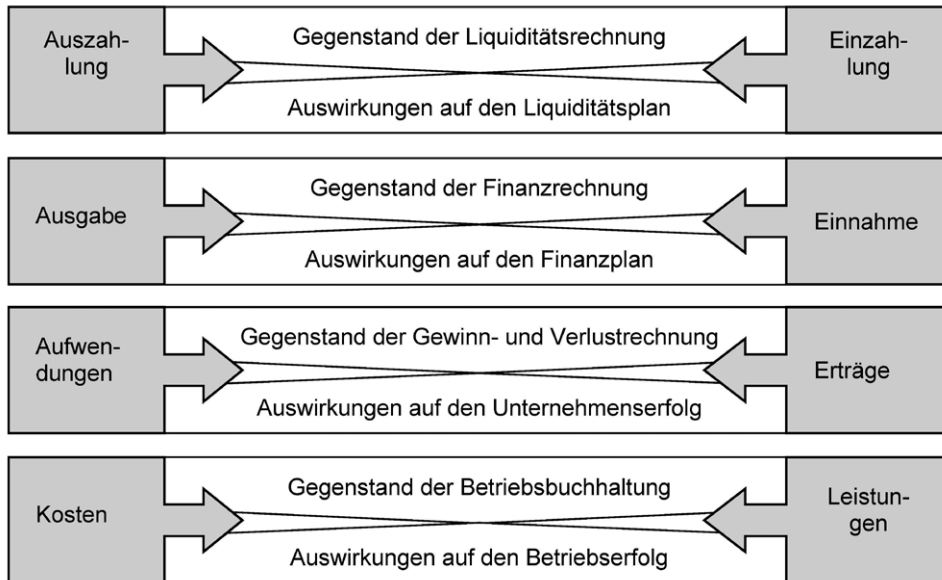 Auszah-
lung
Gegenstand der Liquiditätsrechnung
Auswirkungen auf den Liquiditätsplan
Einzah-
lung
Ausgabe
Gegenstand der Finanzrechnung
Auswirkungen auf den Finanzplan
Einnahme
Aufwen-
dungen
Gegenstand der Gewinn- und Verlustrechnung
Auswirkungen auf den Unternehmenserfolg
Erträge
Kosten
Gegenstand der Betriebsbuchhaltung
Auswirkungen auf den Betriebserfolg
Leistun-
gen